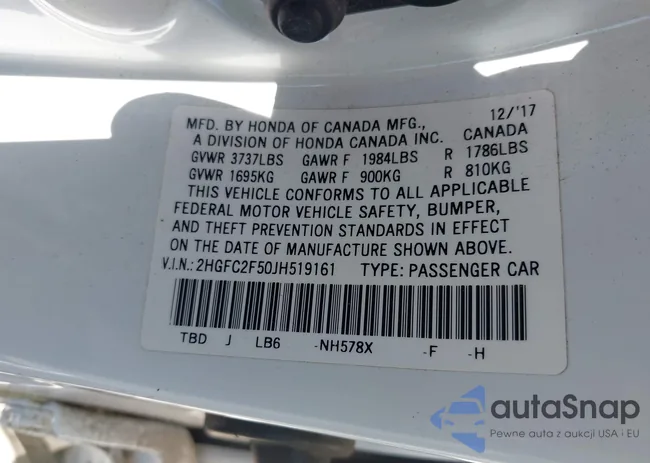 12/'17
MFD. BY HONDA OF CANADA MFG.,
A DIVISION OF HONDA CANADA INC. CANADA
GVWR 3737LBS GAWR F 1984LBS R 1786LBS
GVWR 1695KG GAWR F 900KG R 810KG
THIS VEHICLE CONFORMS TO ALL APPLICABLE
FEDERAL MOTOR VEHICLE SAFETY, BUMPER,
AND THEFT PREVENTION STANDARDS IN EFFECT
ON THE DATE OF MANUFACTURE SHOWN ABOVE.
V.I.N.: 2HGFC2F50JH519161 TYPE: PASSENGER CAR
TBD J LB6 -NH578X -F -H
autaSnap
Pewne auta z aukcji USA i EU